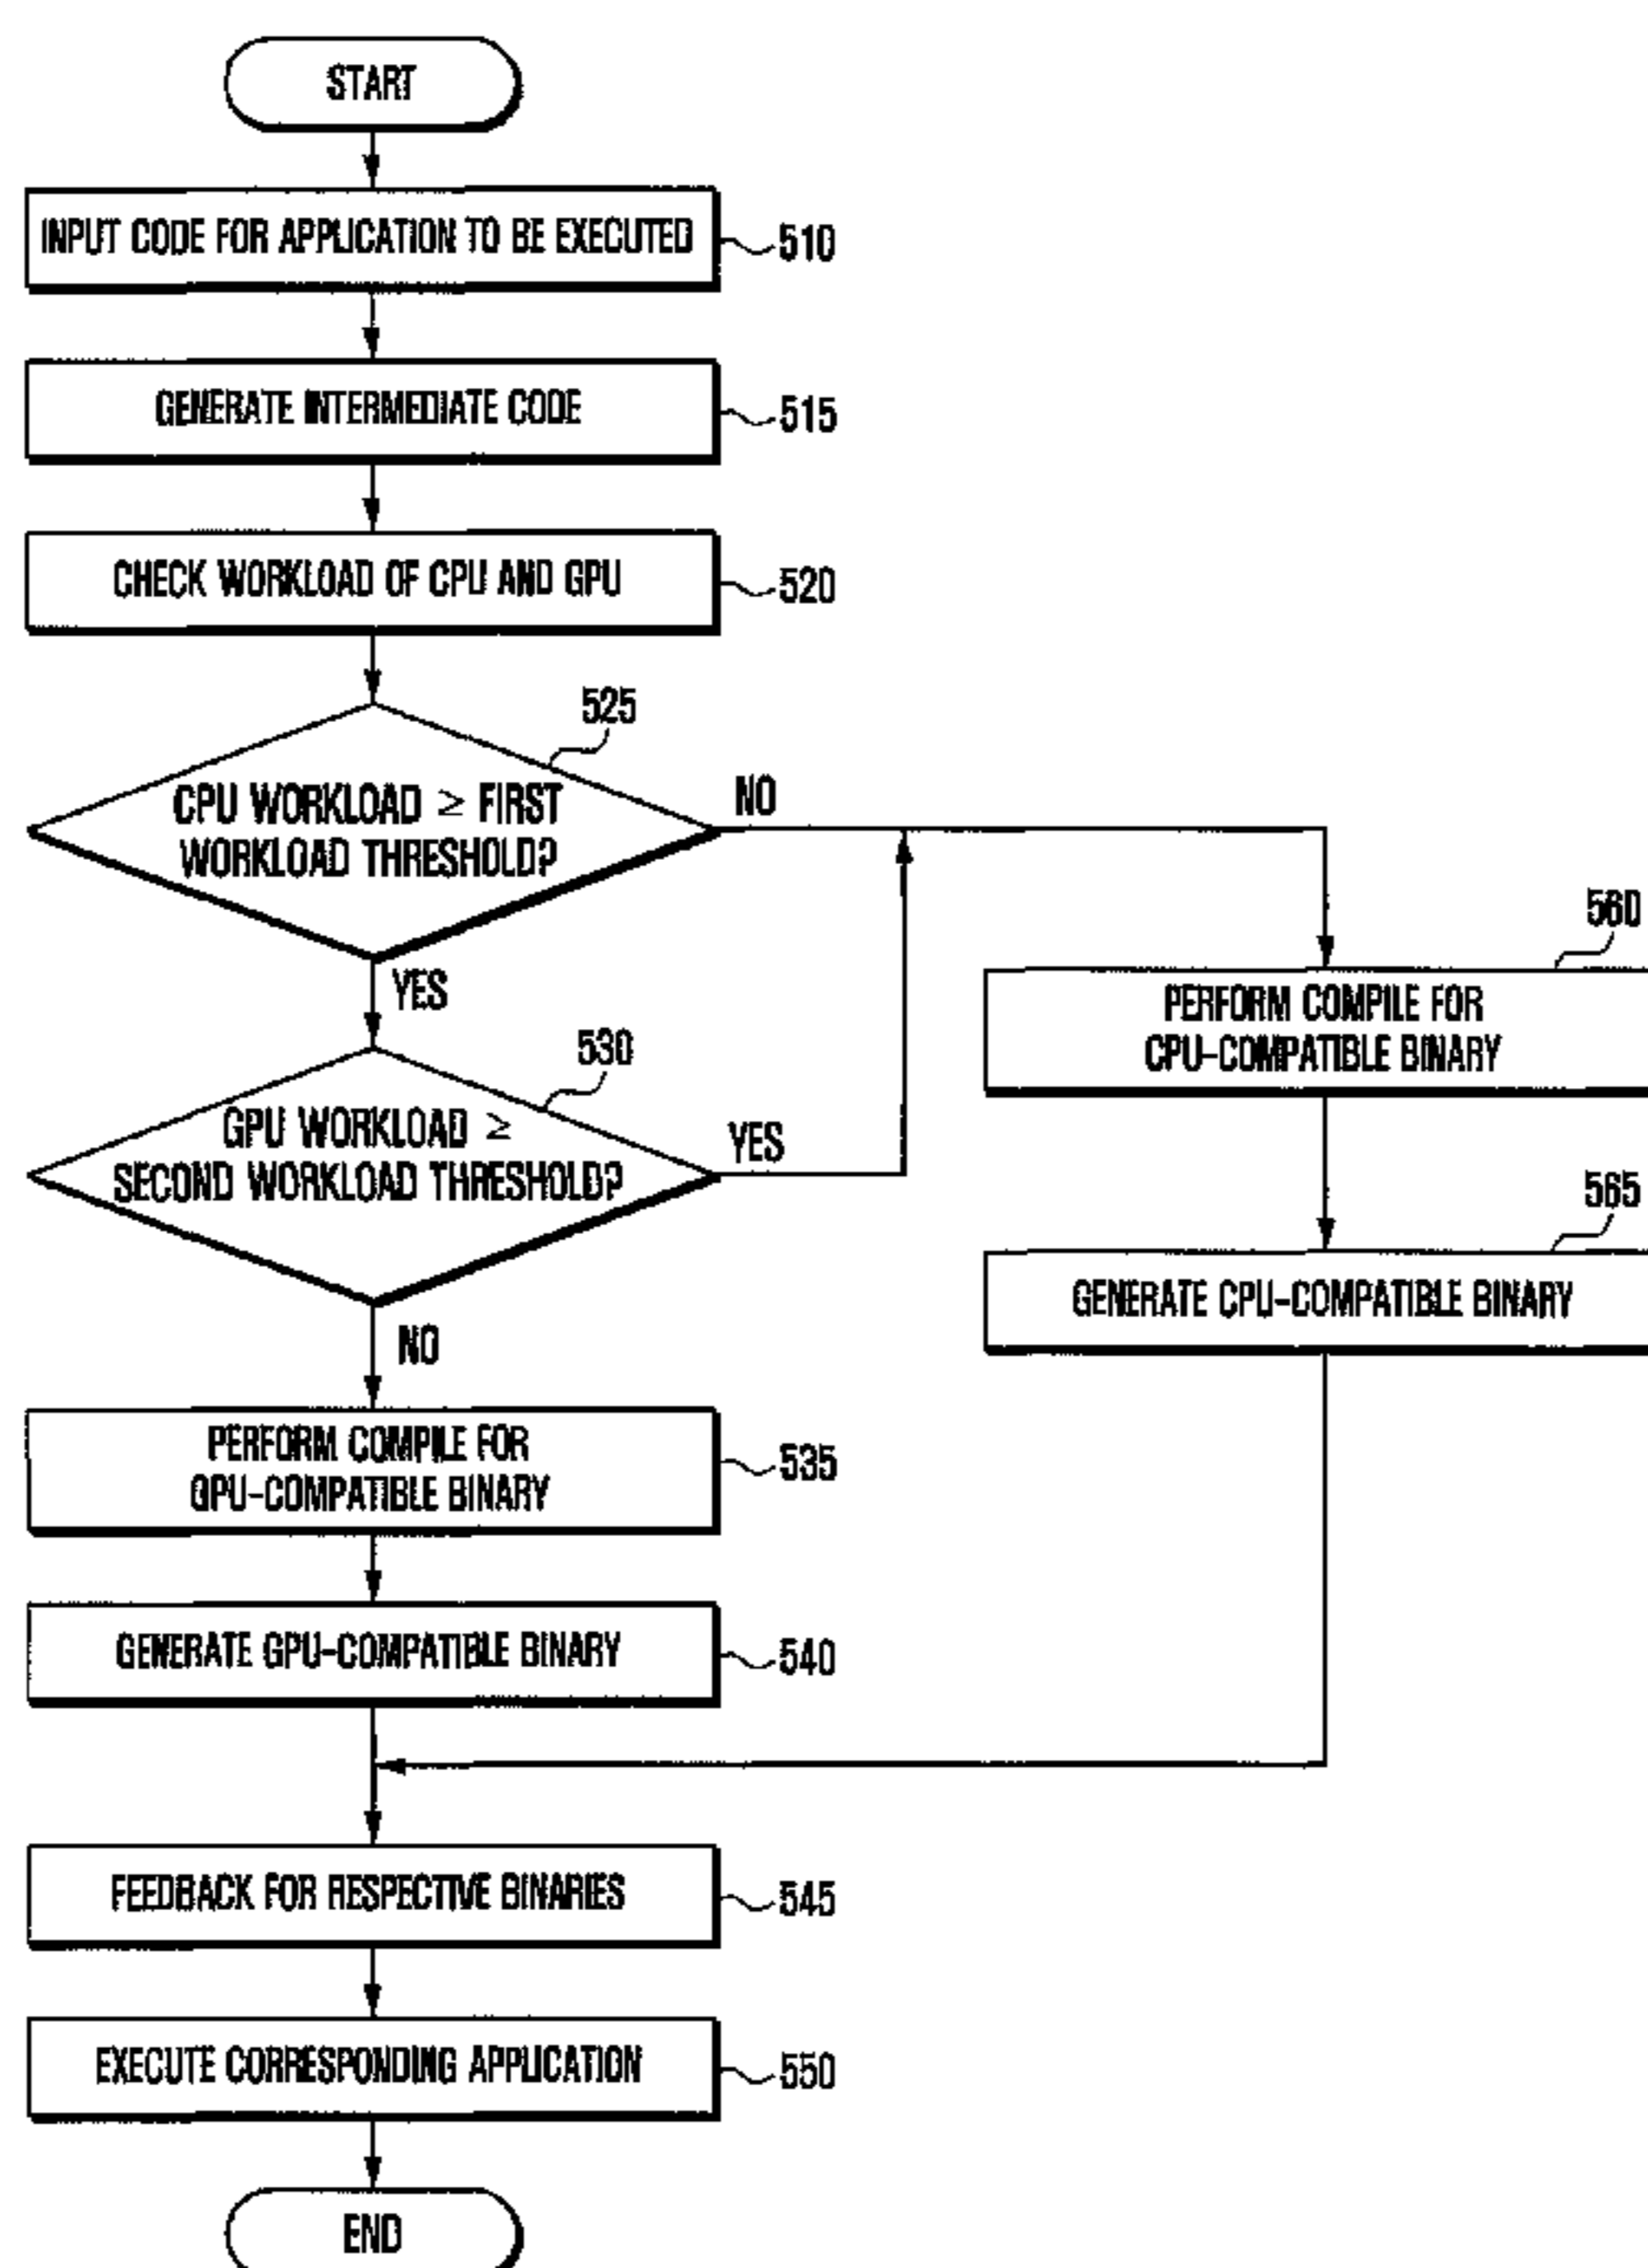 START
INPUT CODE FOR APPLICATION TO BE EXECUTED
510
GENERATE INTERMEDIATE CODE
515
CHECK WORKLOAD OF CPU AND GPU
520
525
CPU WORKLOAD ≥ FIRST
WORKLOAD THRESHOLD?
NO
YES
530
GPU WORKLOAD ≥
SECOND WORKLOAD THRESHOLD?
YES
NO
560
PERFORM COMPILE FOR
CPU-COMPATIBLE BINARY
565
GENERATE CPU-COMPATIBLE BINARY
PERFORM COMPILE FOR
GPU-COMPATIBLE BINARY
535
GENERATE GPU-COMPATIBLE BINARY
540
FEEDBACK FOR RESPECTIVE BINARIES
545
EXECUTE CORRESPONDING APPLICATION
550
END